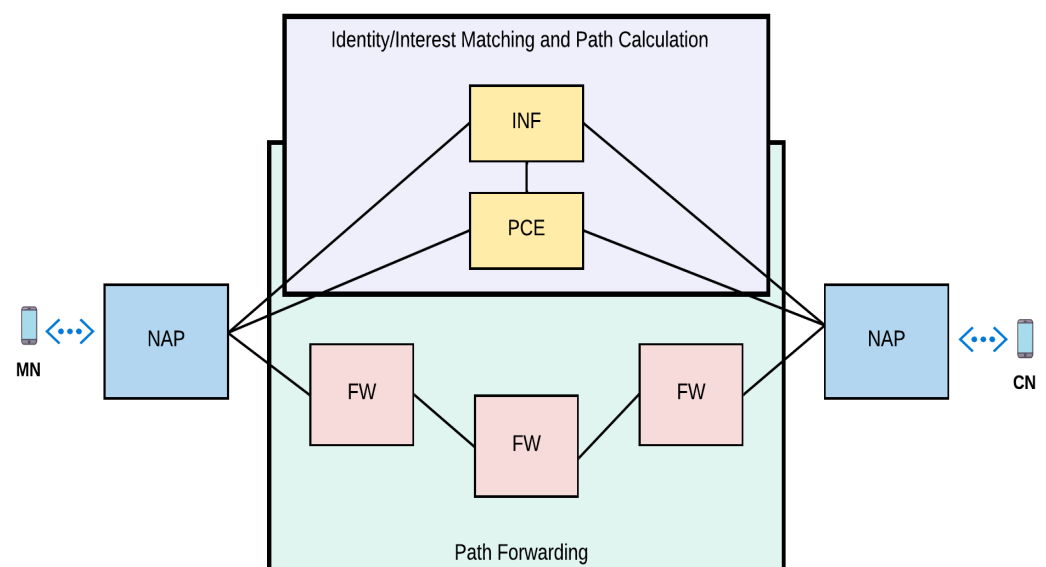 Identity/Interest Matching and Path Calculation
INF
PCE
NAP
NAP
MN
CN
FW
FW
FW
Path Forwarding